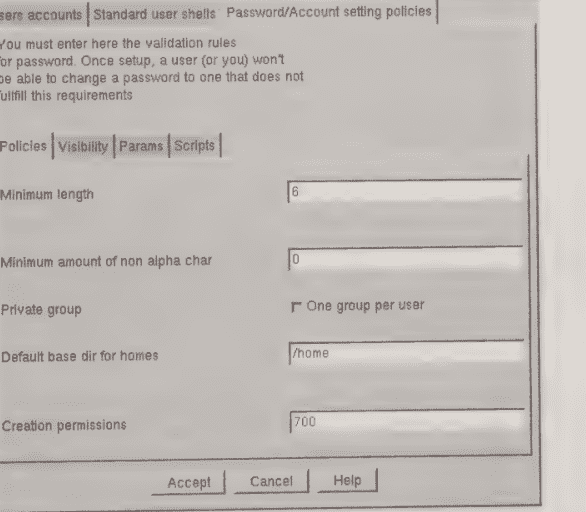 sers accounts Standard user shells Password/Account setting policies
You must enter here the validation rules
for password. Once setup, a user (or you) won't
be able to change a password to one that does not
fullfill this requirements
Policies Visibility Params Scripts
Minimum length 6
Minimum amount of non alpha char 0
Private group One group per user
Default base dir for homes /home
Creation permissions 700
Accept Cancel Help